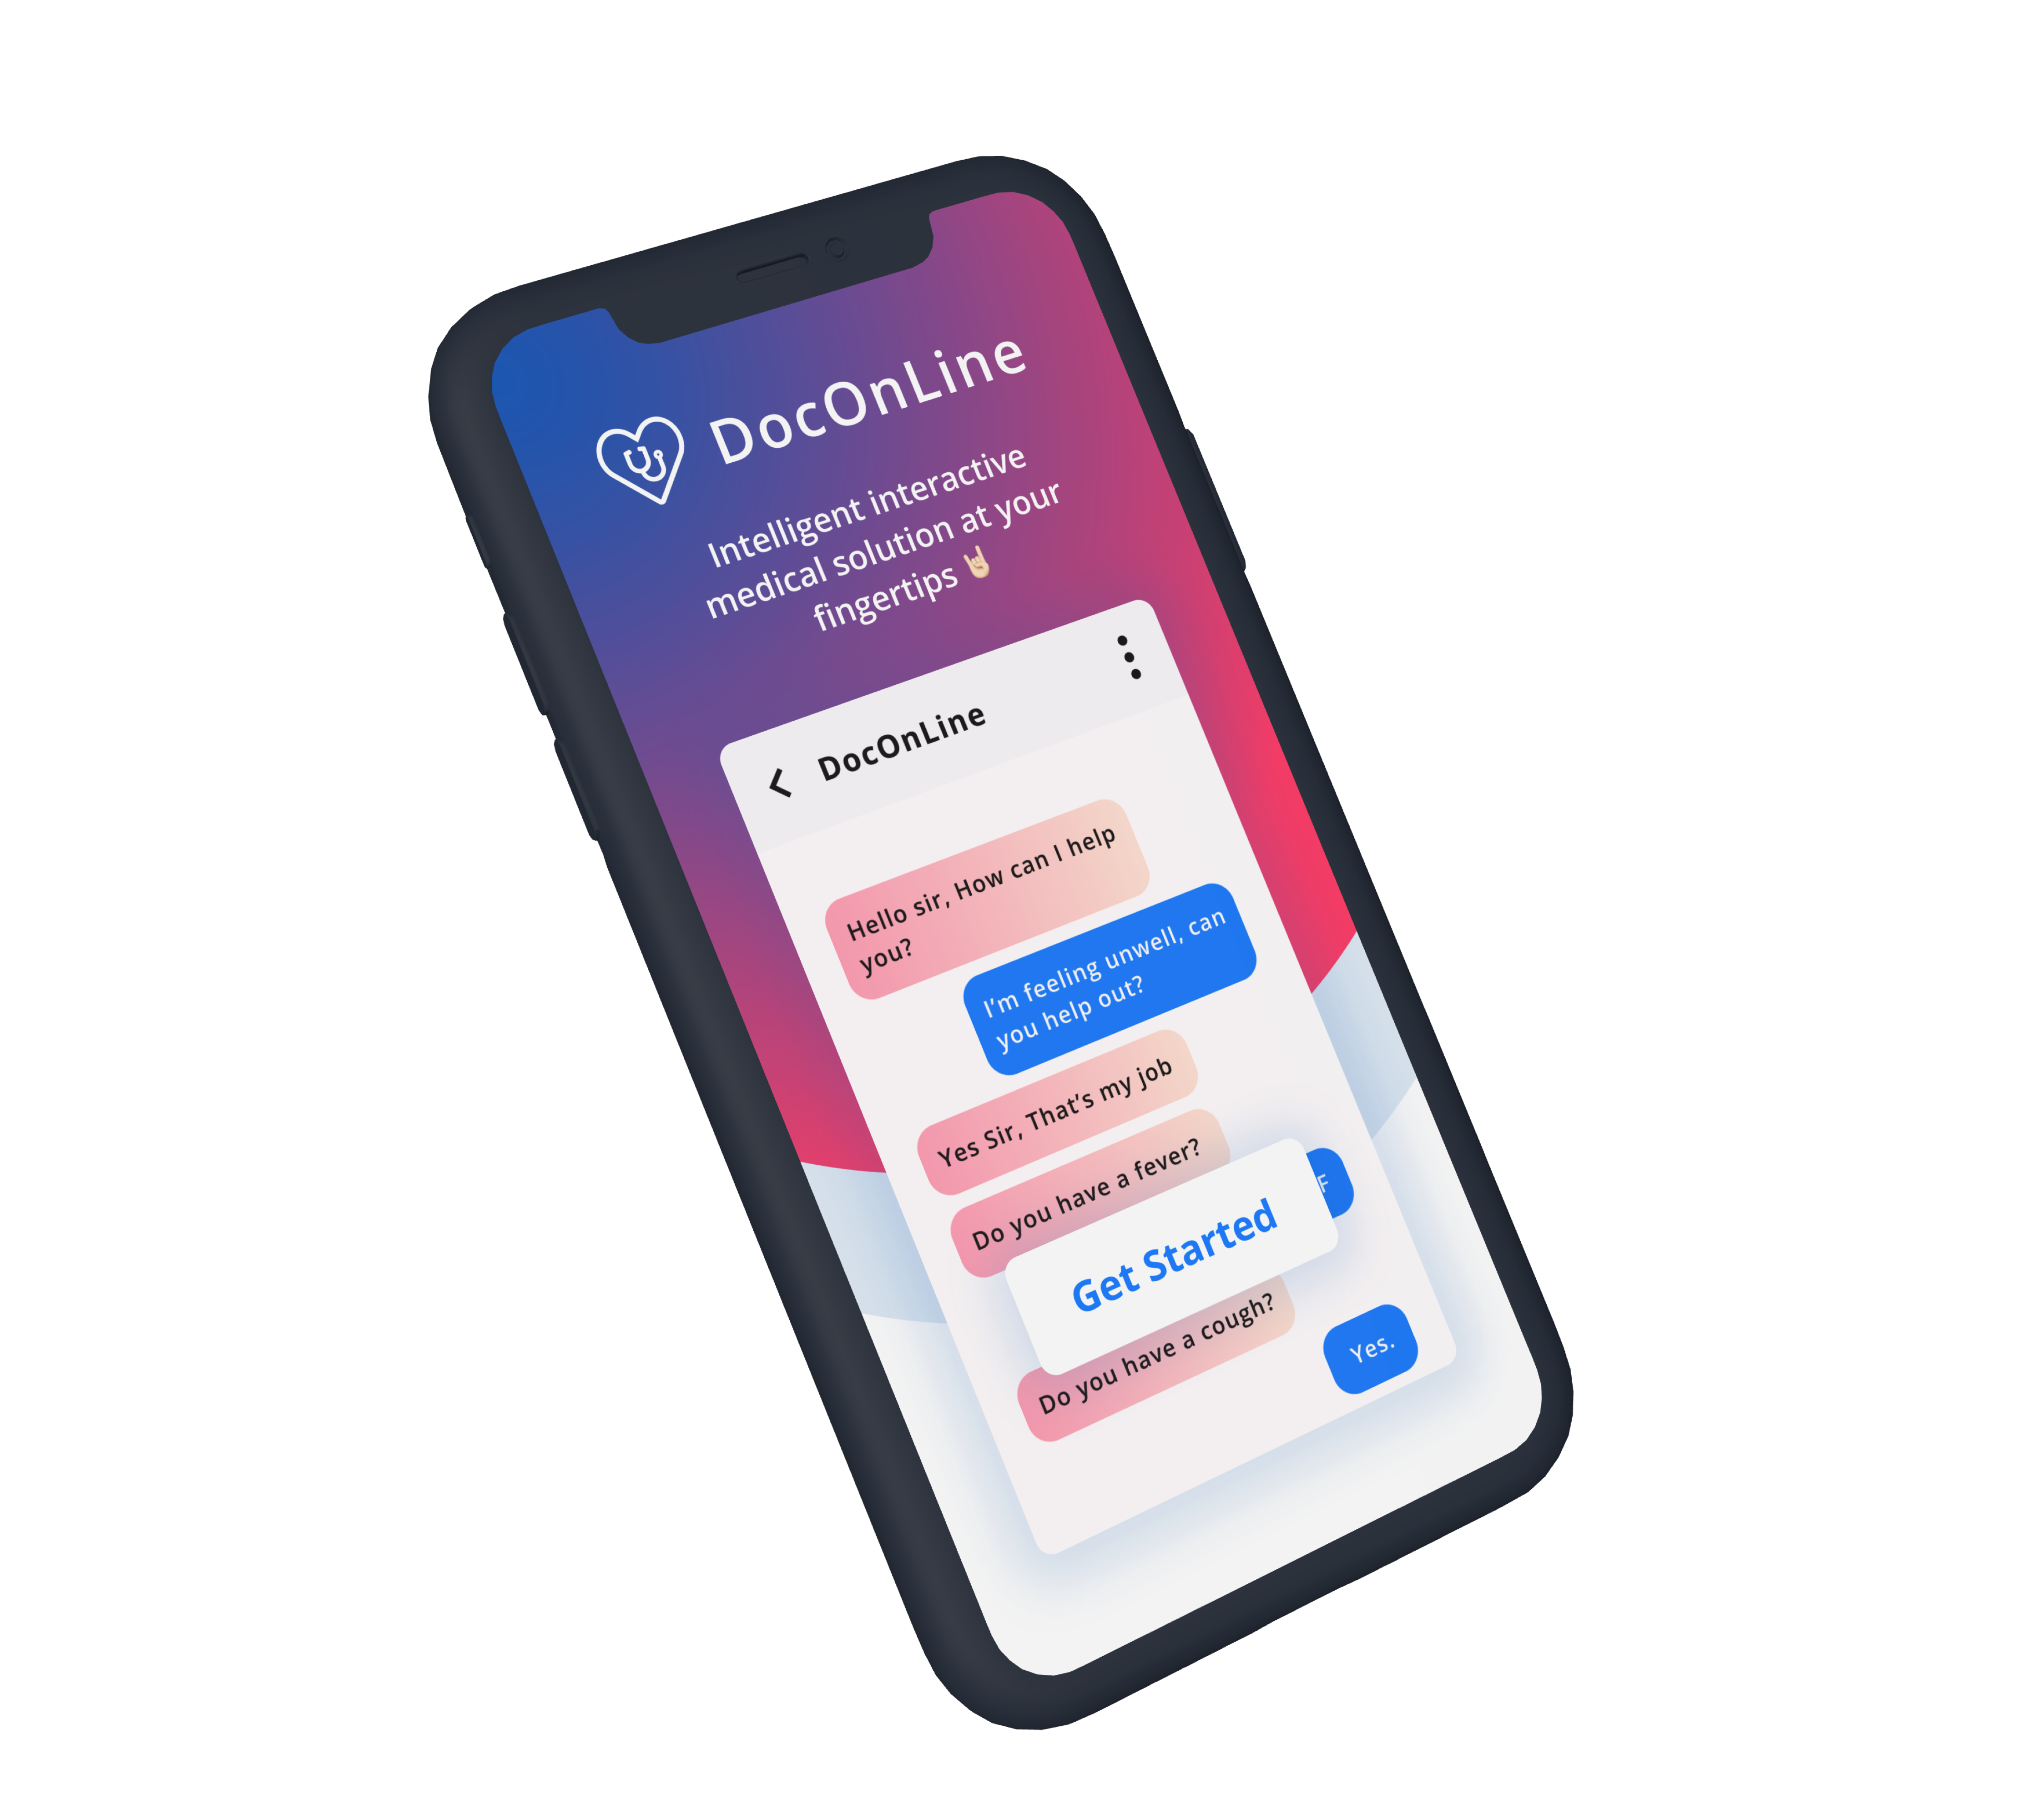 DocOnLine
Intelligent interactive
medical solution at your
fingertips 🤘🏻
DocOnLine
Hello sir, How can I help
you?
I'm feeling unwell, can
you help out?
Yes Sir, That's my job
Do you have a fever?
F
Get Started
Do you have a cough?
Yes.